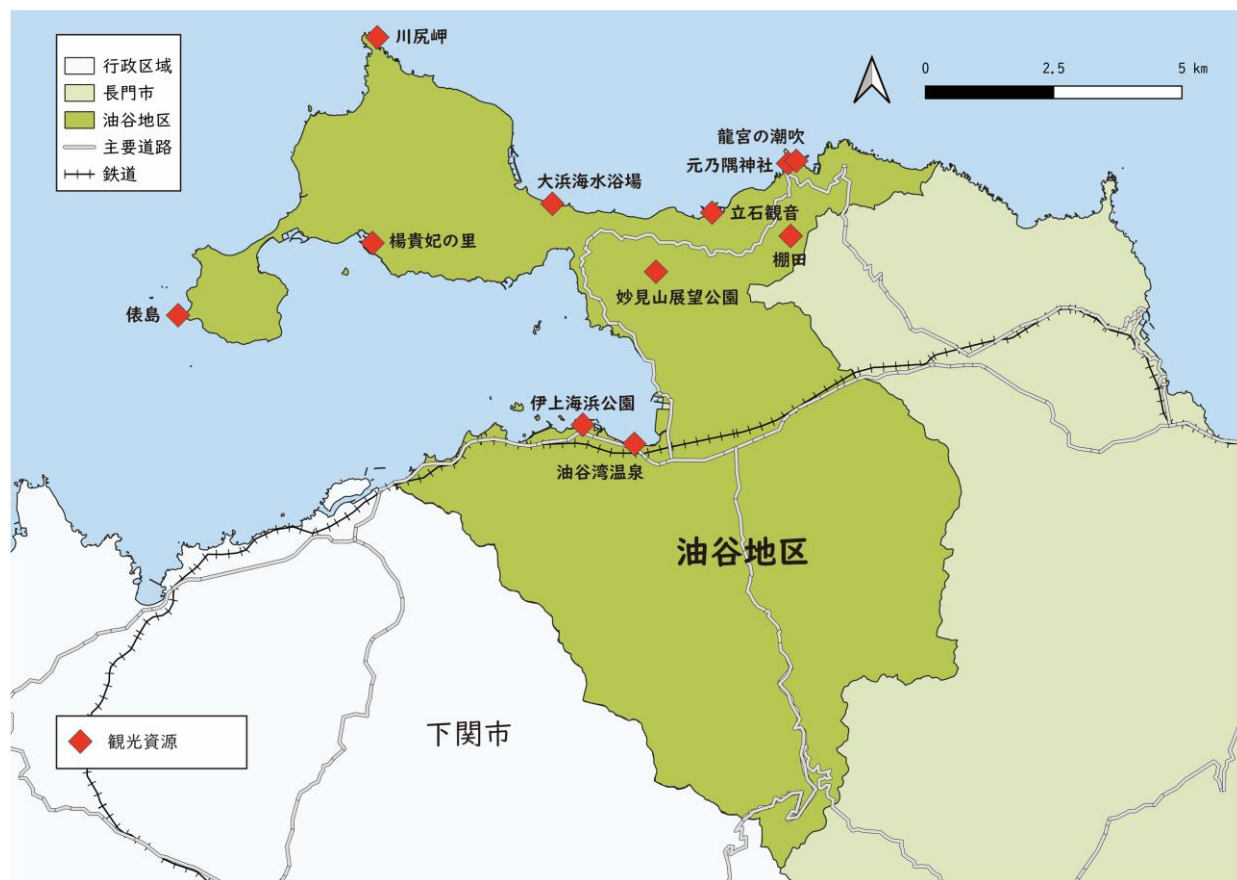 川尻岬
行政区域
長門市
油谷地区
主要道路
鉄道
0 2.5 5 km
龍宮の潮吹
元乃隅神社
大浜海水浴場
立石観音
楊貴妃の里
棚田
妙見山展望公園
俵島
伊上海浜公園
油谷湾温泉
油谷地区
下関市
観光資源